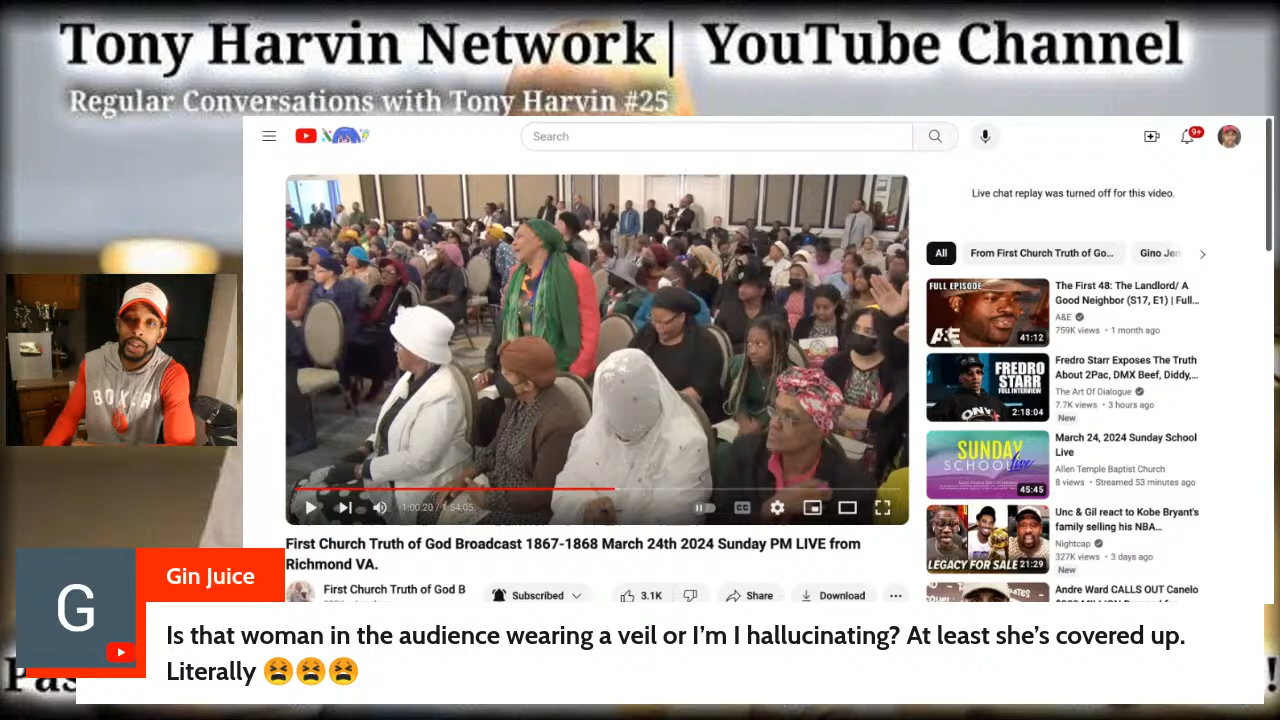 Tony Harvin Network| YouTube Channel
Regular Conversations with Tony Harvin #25
Search
9+
Live chat replay was turned off for this video.
All
From First Church Truth of Go...
Gino Jen
FULL EPISODE
A&E
41:12
The First 48: The Landlord/ A
Good Neighbor (S17, E1) | Full...
A&E
759K views • 1 month ago
FREDRO
STARR
FULL INTERVIEW
2:18:04
Fredro Starr Exposes The Truth
About 2Pac, DMX Beef, Diddy,...
The Art Of Dialogue
7.7K views • 3 hours ago
New
SUNDAY
SCHOOL Live
45:45
March 24, 2024 Sunday School
Live
Allen Temple Baptist Church
8 views • Streamed 53 minutes ago
LEGACY FOR SALE
21:29
Unc & Gil react to Kobe Bryant's
family selling his NBA...
Nightcap
327K views • 3 days ago
New
Andre Ward CALLS OUT Canelo
BOXER
1:00:20 / 1:54:05
CC
First Church Truth of God Broadcast 1867-1868 March 24th 2024 Sunday PM LIVE from
Richmond VA.
First Church Truth of God B
Subscribed
3.1K
Share
Download
G
Gin Juice
Is that woman in the audience wearing a veil or I'm I hallucinating? At least she's covered up.
Literally 😫😫😫
Pas
!